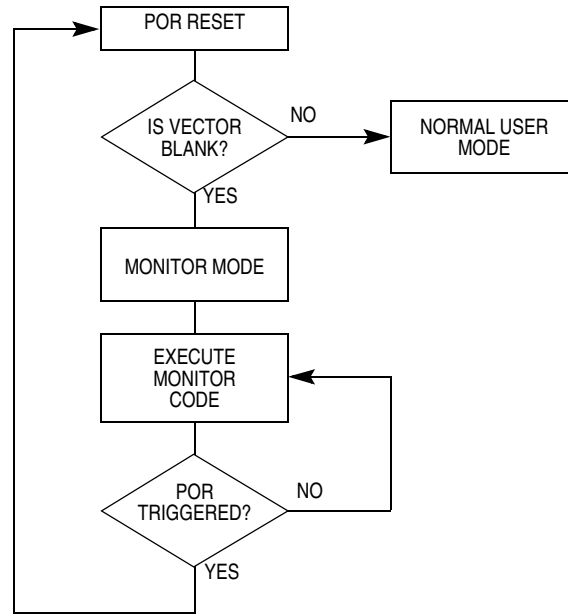 POR RESET
IS VECTOR
BLANK?
NO
NORMAL USER
MODE
YES
MONITOR MODE
EXECUTE
MONITOR
CODE
POR
TRIGGERED?
NO
YES